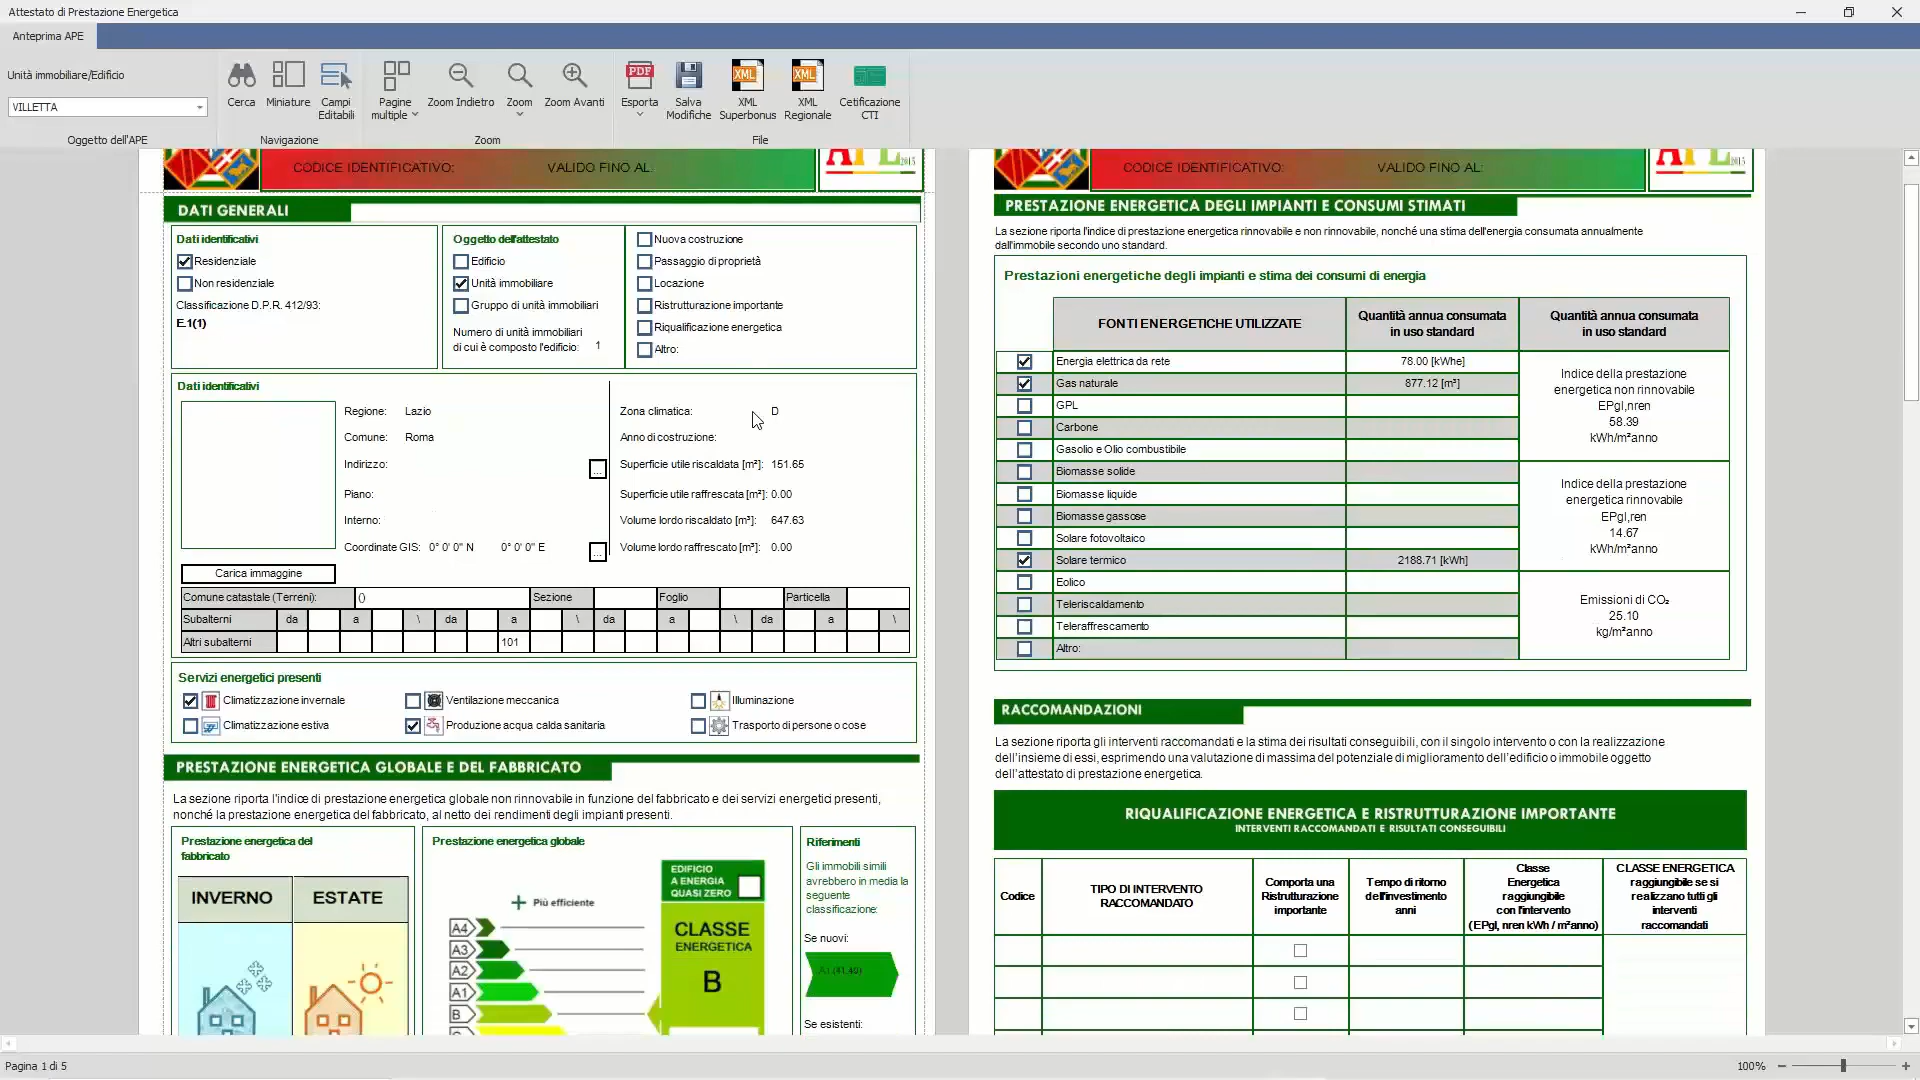 Attestato di Prestazione Energetica
Anteprima APE
Unità immobiliare/Edificio
VILLETTA
Oggetto dell'APE
Cerca
Miniature
Campi
Editabili
Navigazione
Pagine
multiple
Zoom Indietro
Zoom
Zoom Avanti
Zoom
PDF
Esporta
Salva
Modifiche
XML
XML
Superbonus
XML
XML
Regionale
Cetificazione
CTI
File
CODICE IDENTIFICATIVO: VALIDO FINO AL:
APE 2015
DATI GENERALI
Dati identificativi
Residenziale
Non residenziale
Classificazione D.P.R. 412/93:
E.1(1)
Oggetto dell'attestato
Edificio
Unità immobiliare
Gruppo di unità immobiliari
Numero di unità immobiliari
di cui è composto l'edificio: 1
Nuova costruzione
Passaggio di proprietà
Locazione
Ristrutturazione importante
Riqualificazione energetica
Altro:
Dati identificativi
Carica immaggine
Regione: Lazio
Comune: Roma
Indirizzo:
...
Piano:
Interno:
Coordinate GIS: 0° 0' 0'' N 0° 0' 0'' E
...
Zona climatica: D
Anno di costruzione:
Superficie utile riscaldata [m²]: 151.65
Superficie utile raffrescata [m²]: 0.00
Volume lordo riscaldato [m³]: 647.63
Volume lordo raffrescato [m³]: 0.00
Comune catastale (Terreni): () Sezione Foglio Particella
Subalterni da a \ da a \ da a \ da a \
Altri subalterni 101
Servizi energetici presenti
Climatizzazione invernale
Ventilazione meccanica
Illuminazione
Climatizzazione estiva
Produzione acqua calda sanitaria
Trasporto di persone o cose
PRESTAZIONE ENERGETICA GLOBALE E DEL FABBRICATO
La sezione riporta l'indice di prestazione energetica globale non rinnovabile in funzione del fabbricato e dei servizi energetici presenti,
nonché la prestazione energetica del fabbricato, al netto dei rendimenti degli impianti presenti.
Prestazione energetica del
fabbricato
INVERNO
ESTATE
Prestazione energetica globale
Più efficiente
A4
A3
A2
A1
B
EDIFICIO
A ENERGIA
QUASI ZERO
CLASSE
ENERGETICA
B
Riferimenti
Gli immobili simili
avrebbero in media la
seguente
classificazione:
Se nuovi:
A1 (41.40)
Se esistenti:
CODICE IDENTIFICATIVO: VALIDO FINO AL:
APE 2015
PRESTAZIONE ENERGETICA DEGLI IMPIANTI E CONSUMI STIMATI
La sezione riporta l'indice di prestazione energetica rinnovabile e non rinnovabile, nonché una stima dell'energia consumata annualmente
dall'immobile secondo uno standard.
Prestazioni energetiche degli impianti e stima dei consumi di energia
FONTI ENERGETICHE UTILIZZATE
Quantità annua consumata
in uso standard
Quantità annua consumata
in uso standard
Energia elettrica da rete 78.00 [kWhe]
Gas naturale 877.12 [m³]
GPL
Carbone
Gasolio e Olio combustibile
Biomasse solide
Biomasse liquide
Biomasse gassose
Solare fotovoltaico
Solare termico 2188.71 [kWh]
Eolico
Teleriscaldamento
Teleraffrescamento
Altro:
Indice della prestazione
energetica non rinnovabile
EPgl,nren
58.39
kWh/m²anno
Indice della prestazione
energetica rinnovabile
EPgl,ren
14.67
kWh/m²anno
Emissioni di CO₂
25.10
kg/m²anno
RACCOMANDAZIONI
La sezione riporta gli interventi raccomandati e la stima dei risultati conseguibili, con il singolo intervento o con la realizzazione
dell'insieme di essi, esprimendo una valutazione di massima del potenziale di miglioramento dell'edificio o immobile oggetto
dell'attestato di prestazione energetica.
RIQUALIFICAZIONE ENERGETICA E RISTRUTTURAZIONE IMPORTANTE
INTERVENTI RACCOMANDATI E RISULTATI CONSEGUIBILI
Codice
TIPO DI INTERVENTO
RACCOMANDATO
Comporta una
Ristrutturazione
importante
Tempo di ritorno
dell'investimento
anni
Classe
Energetica
raggiungibile
con l'intervento
(EPgl, nren kWh / m²anno)
CLASSE ENERGETICA
raggiungibile se si
realizzano tutti gli
interventi
raccomandati
Pagina 1 di 5
100%